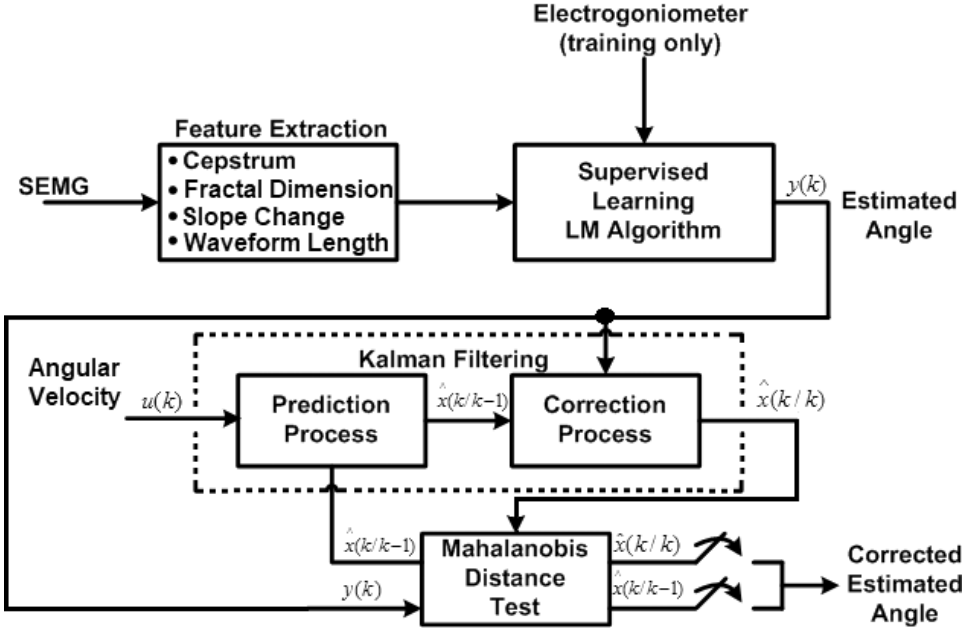 Electrogoniometer
(training only)
Feature Extraction
• Cepstrum
• Fractal Dimension
• Slope Change
• Waveform Length
SEMG
Supervised
Learning
LM Algorithm
y(k)
Estimated
Angle
Kalman Filtering
Angular
Velocity
u(k)
Prediction
Process
x̂(k/k−1)
Correction
Process
x̂(k/k)
x̂(k/k−1)
y(k)
Mahalanobis
Distance
Test
x̂(k/k)
x̂(k/k−1)
Corrected
Estimated
Angle